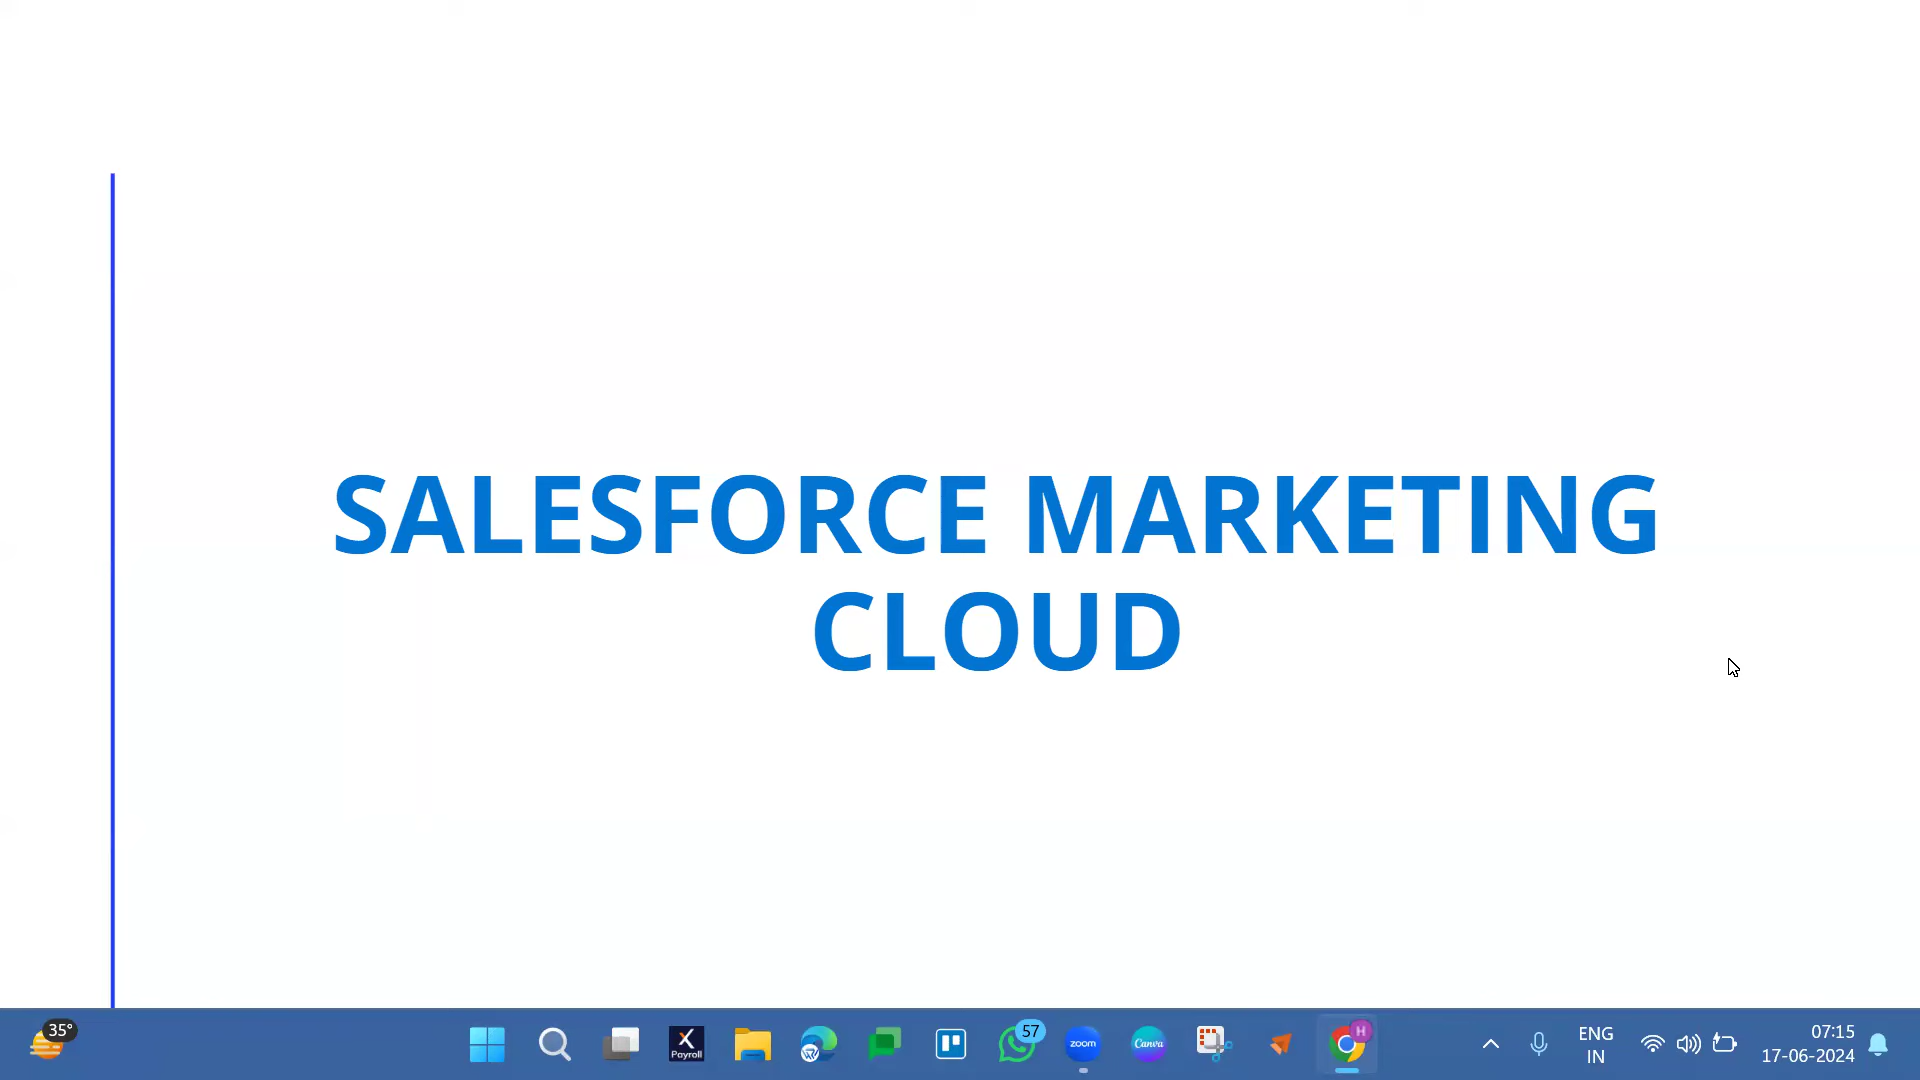 SALESFORCE MARKETING
CLOUD
35°
X
Payroll
57
zoom
Canva
H
ENG
IN
07:15
17-06-2024